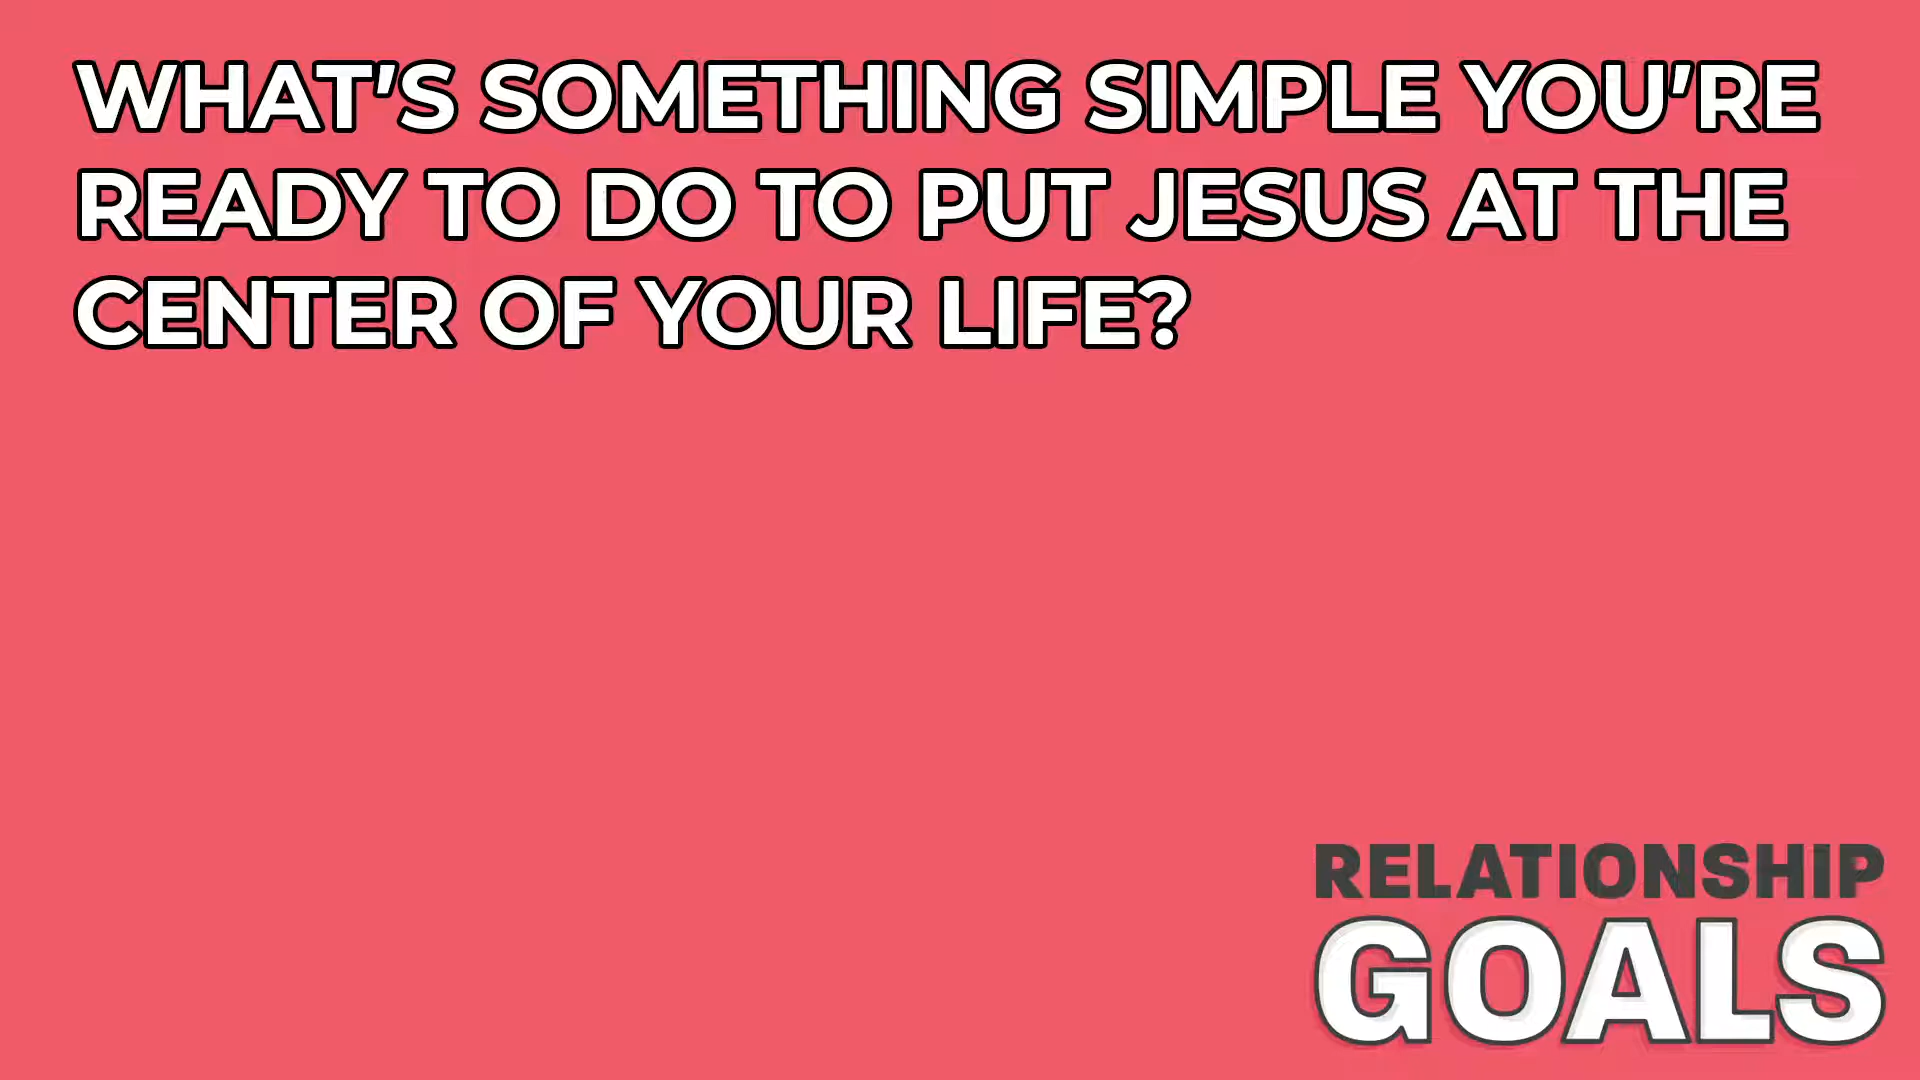 WHAT'S SOMETHING SIMPLE YOU'RE
READY TO DO TO PUT JESUS AT THE
CENTER OF YOUR LIFE?
RELATIONSHIP
GOALS